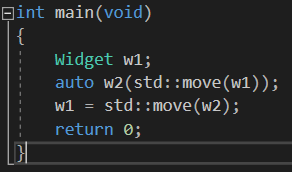 int main(void)
{
    Widget w1;
    auto w2(std::move(w1));
    w1 = std::move(w2);
    return 0;
}